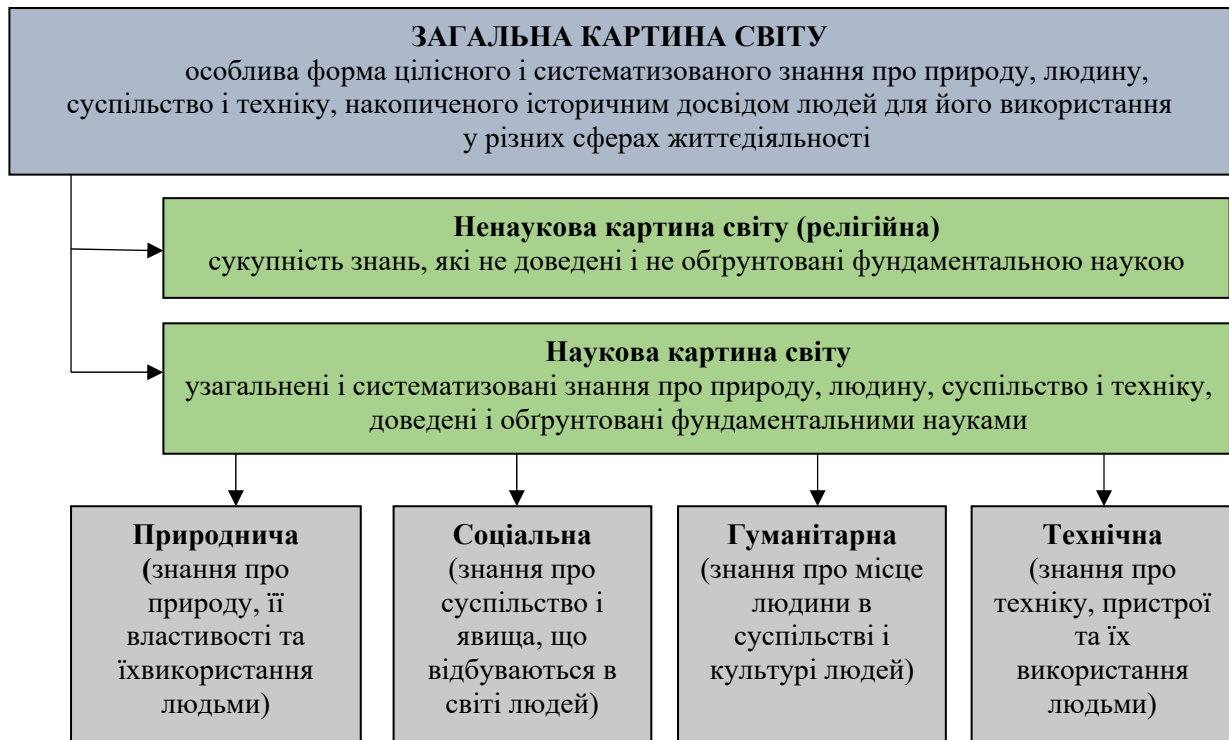 ЗАГАЛЬНА КАРТИНА СВІТУ
особлива форма цілісного і систематизованого знання про природу, людину,
суспільство і техніку, накопиченого історичним досвідом людей для його використання
у різних сферах життєдіяльності
Ненаукова картина світу (релігійна)
сукупність знань, які не доведені і не обґрунтовані фундаментальною наукою
Наукова картина світу
узагальнені і систематизовані знання про природу, людину, суспільство і техніку,
доведені і обґрунтовані фундаментальними науками
Природнича
(знання про
природу, її
властивості та
їхвикористання
людьми)
Соціальна
(знання про
суспільство і
явища, що
відбуваються в
світі людей)
Гуманітарна
(знання про місце
людини в
суспільстві і
культурі людей)
Технічна
(знання про
техніку, пристрої
та їх
використання
людьми)